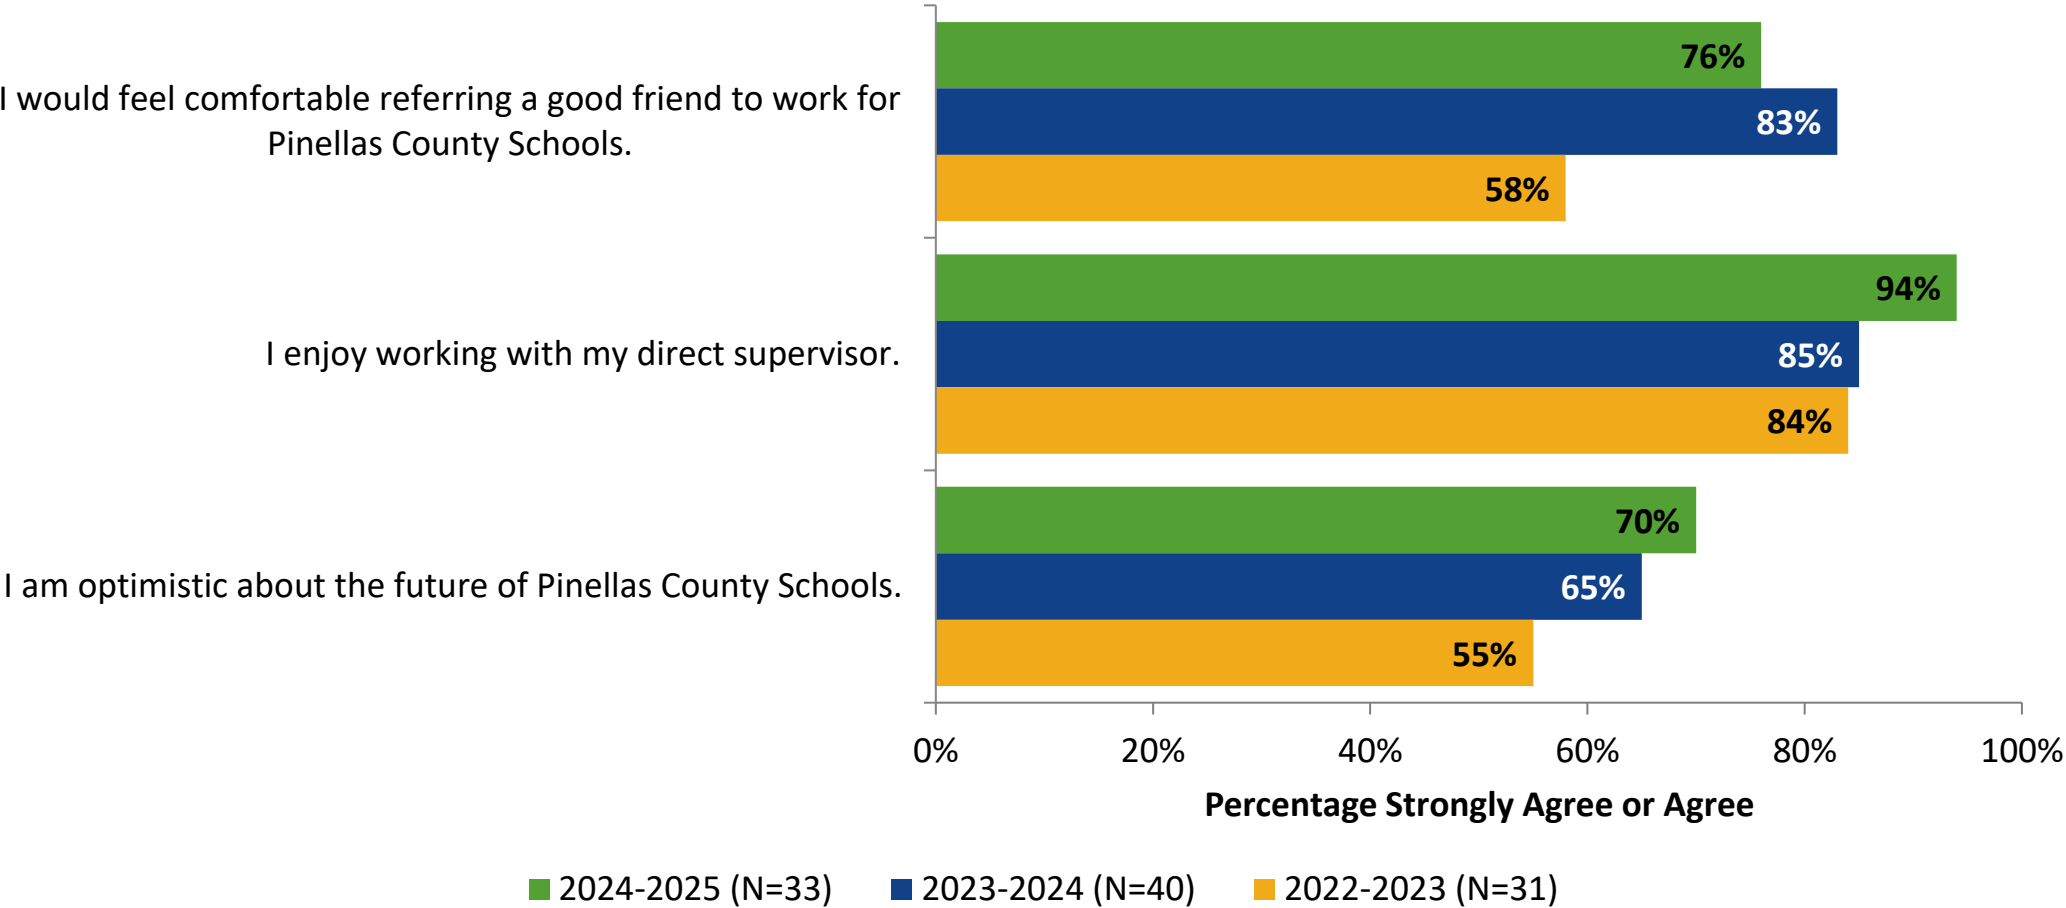 I would feel comfortable referring a good friend to work for
Pinellas County Schools.
76%
83%
58%
I enjoy working with my direct supervisor.
94%
85%
84%
I am optimistic about the future of Pinellas County Schools.
70%
65%
55%
0% 20% 40% 60% 80% 100%
Percentage Strongly Agree or Agree
2024-2025 (N=33) 2023-2024 (N=40) 2022-2023 (N=31)